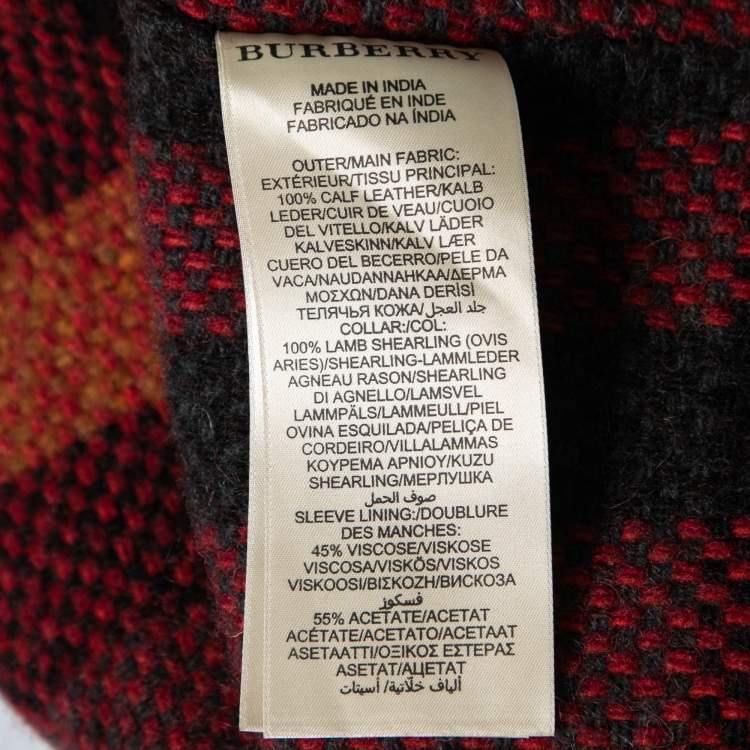 BURBERRY
MADE IN INDIA
FABRIQUÉ EN INDE
FABRICADO NA ÍNDIA
OUTER/MAIN FABRIC:
EXTÉRIEUR/TISSU PRINCIPAL:
100% CALF LEATHER/KALB
LEDER/CUIR DE VEAU/CUOIO
DEL VITELLO/KALV LÄDER
KALVESKINN/KALV LÆR
CUERO DEL BECERRO/PELE DA
VACA/NAUDANNAHKAA/ΔΕΡΜΑ
ΜΟΣΧΩΝ/DANA DERİSİ
ТЕЛЯЧЬЯ КОЖА/جلد العجل
COLLAR:/COL:
100% LAMB SHEARLING (OVIS
ARIES)/SHEARLING-LAMMLEDER
AGNEAU RASON/SHEARLING
DI AGNELLO/LAMSVEL
LAMMPÄLS/LAMMEULL/PIEL
OVINA ESQUILADA/PELIÇA DE
CORDEIRO/VILLALAMMAS
ΚΟΥΡΕΜΑ ΑΡΝΙΟΥ/KUZU
SHEARLING/МЕРЛУШКА
صوف الحمل
SLEEVE LINING:/DOUBLURE
DES MANCHES:
45% VISCOSE/VISKOSE
VISCOSA/VISKÖS/VISKOS
VISKOOSI/ΒΙΣΚΟΖΗ/ВИСКОЗА
فسكوز
55% ACETATE/ACETAT
ACÉTATE/ACETATO/ACETAAT
ASETAATTI/ΟΞΙΚΟΣ ΕΣΤΕΡΑΣ
ASETAT/АЦЕТАТ
ألياف خلّاتية/ أسيتات